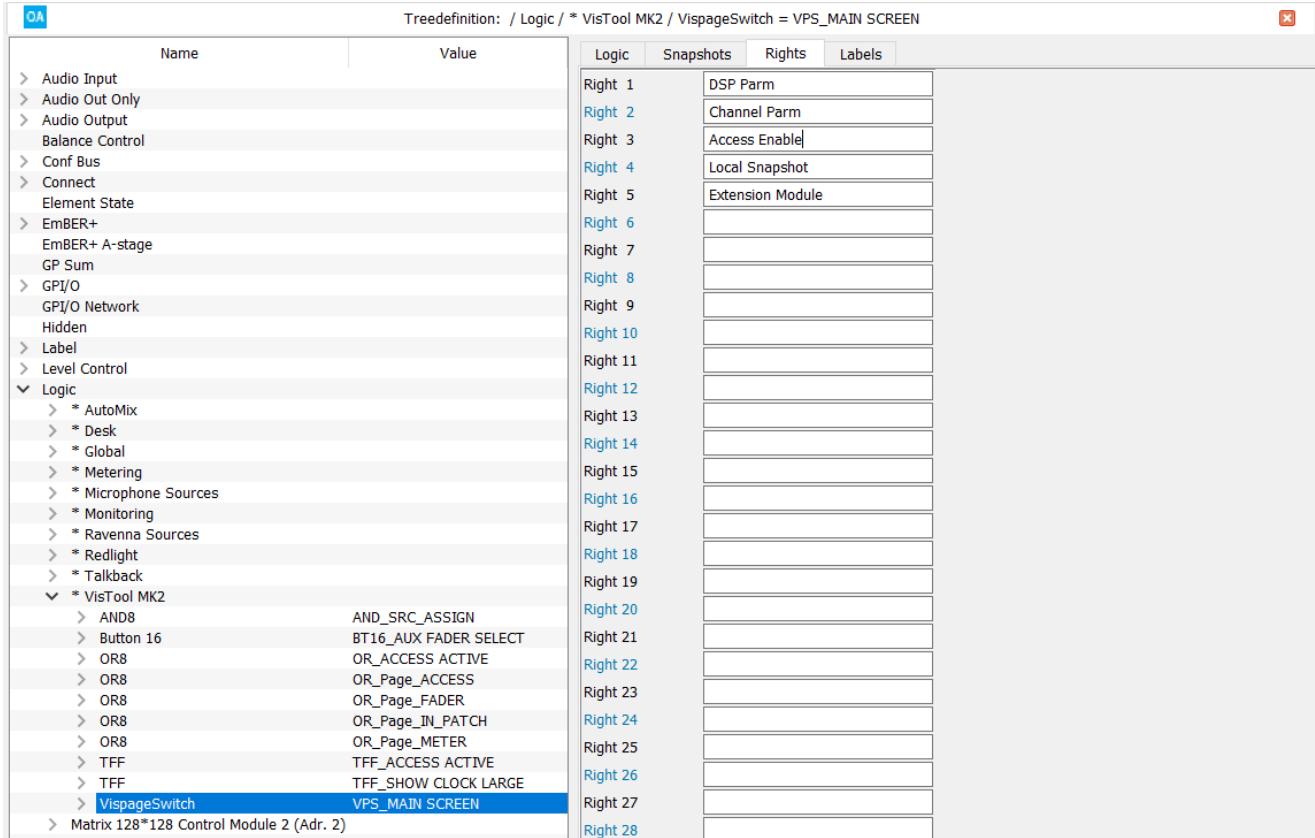 OA
Treedefinition: / Logic / * VisTool MK2 / VispageSwitch = VPS_MAIN SCREEN
Name Value
Audio Input
Audio Out Only
Audio Output
Balance Control
Conf Bus
Connect
Element State
EmBER+
EmBER+ A-stage
GP Sum
GPI/O
GPI/O Network
Hidden
Label
Level Control
Logic
* AutoMix
* Desk
* Global
* Metering
* Microphone Sources
* Monitoring
* Ravenna Sources
* Redlight
* Talkback
* VisTool MK2
AND8 AND_SRC_ASSIGN
Button 16 BT16_AUX FADER SELECT
OR8 OR_ACCESS ACTIVE
OR8 OR_Page_ACCESS
OR8 OR_Page_FADER
OR8 OR_Page_IN_PATCH
OR8 OR_Page_METER
TFF TFF_ACCESS ACTIVE
TFF TFF_SHOW CLOCK LARGE
VispageSwitch VPS_MAIN SCREEN
Matrix 128*128 Control Module 2 (Adr. 2)
Logic Snapshots Rights Labels
Right 1 DSP Parm
Right 2 Channel Parm
Right 3 Access Enable
Right 4 Local Snapshot
Right 5 Extension Module
Right 6
Right 7
Right 8
Right 9
Right 10
Right 11
Right 12
Right 13
Right 14
Right 15
Right 16
Right 17
Right 18
Right 19
Right 20
Right 21
Right 22
Right 23
Right 24
Right 25
Right 26
Right 27
Right 28